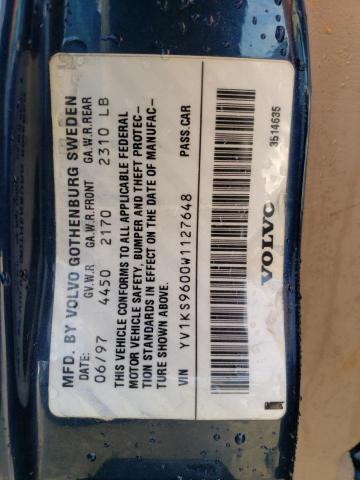 MFD. BY VOLVO GOTHENBURG SWEDEN
DATE: GV.W.R GA.W.R.FRONT GA.W.R.REAR
06/97 4450 2170 2310 LB
THIS VEHICLE CONFORMS TO ALL APPLICABLE FEDERAL
MOTOR VEHICLE SAFETY, BUMPER AND THEFT PROTEC-
TION STANDARDS IN EFFECT ON THE DATE OF MANUFAC-
TURE SHOWN ABOVE.
VIN YV1KS9600W1127648 PASS.CAR
VOLVO 3514635